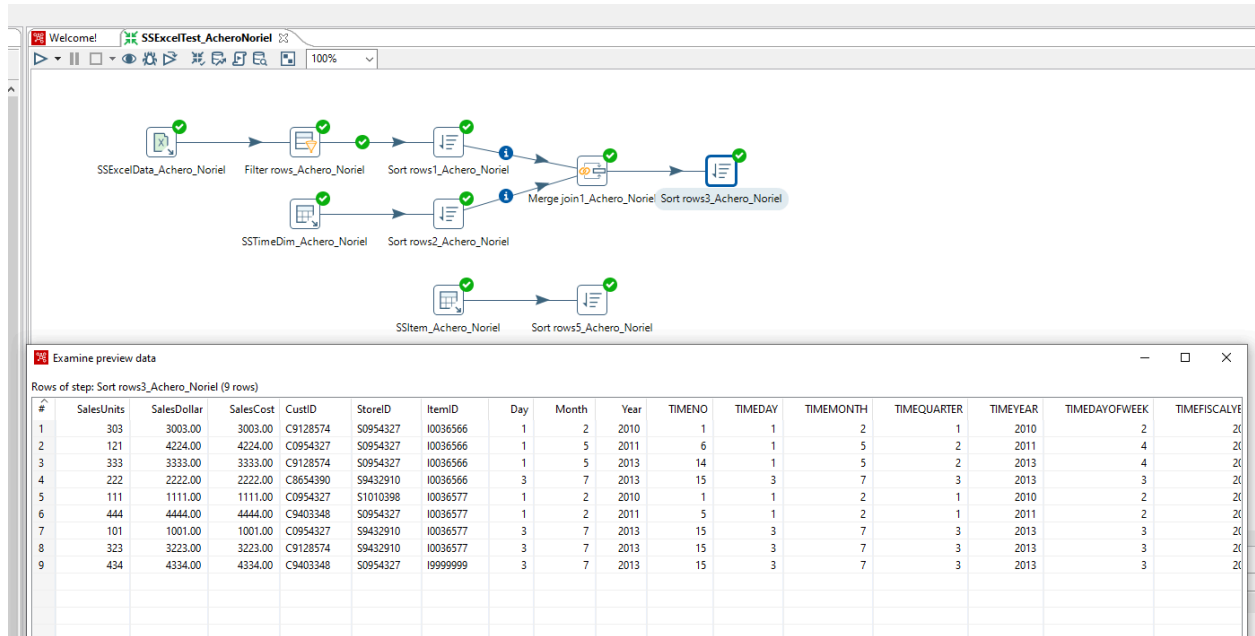 Welcome! SSExcelTest_AcheroNoriel
100%
SSExcelData_Achero_Noriel Filter rows_Achero_Noriel Sort rows1_Achero_Noriel
Merge join1_Achero_Noriel Sort rows3_Achero_Noriel
SSTimeDim_Achero_Noriel Sort rows2_Achero_Noriel
SSItem_Achero_Noriel Sort rows5_Achero_Noriel
Examine preview data
Rows of step: Sort rows3_Achero_Noriel (9 rows)
# SalesUnits SalesDollar SalesCost CustID StoreID ItemID Day Month Year TIMENO TIMEDAY TIMEMONTH TIMEQUARTER TIMEYEAR TIMEDAYOFWEEK TIMEFISCALYE
1 303 3003.00 3003.00 C9128574 S0954327 I0036566 1 2 2010 1 1 2 1 2010 2 20
2 121 4224.00 4224.00 C0954327 S0954327 I0036566 1 5 2011 6 1 5 2 2011 4 20
3 333 3333.00 3333.00 C9128574 S0954327 I0036566 1 5 2013 14 1 5 2 2013 4 20
4 222 2222.00 2222.00 C8654390 S9432910 I0036566 3 7 2013 15 3 7 3 2013 3 20
5 111 1111.00 1111.00 C0954327 S1010398 I0036577 1 2 2010 1 1 2 1 2010 2 20
6 444 4444.00 4444.00 C9403348 S0954327 I0036577 1 2 2011 5 1 2 1 2011 2 20
7 101 1001.00 1001.00 C0954327 S9432910 I0036577 3 7 2013 15 3 7 3 2013 3 20
8 323 3223.00 3223.00 C9128574 S9432910 I0036577 3 7 2013 15 3 7 3 2013 3 20
9 434 4334.00 4334.00 C9403348 S0954327 I9999999 3 7 2013 15 3 7 3 2013 3 20